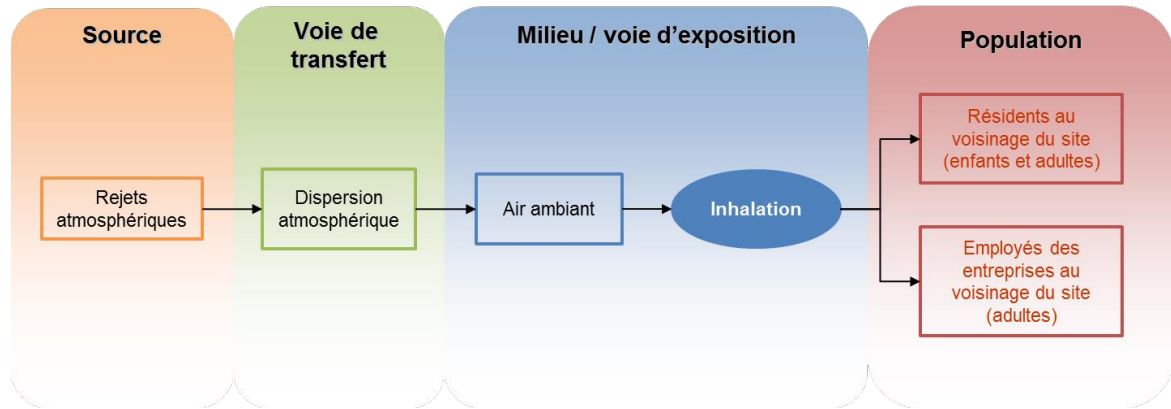 Source
Voie de
transfert
Milieu / voie d'exposition
Population
Rejets
atmosphériques
Dispersion
atmosphérique
Air ambiant
Inhalation
Résidents au
voisinage du site
(enfants et adultes)
Employés des
entreprises au
voisinage du site
(adultes)